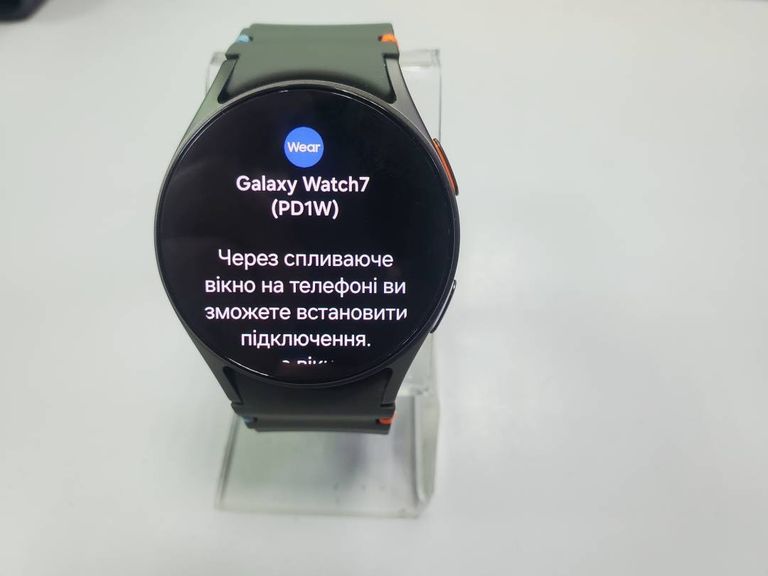 Wear
Galaxy Watch7
(PD1W)
Через спливаюче
вікно на телефоні ви
зможете встановити
підключення.